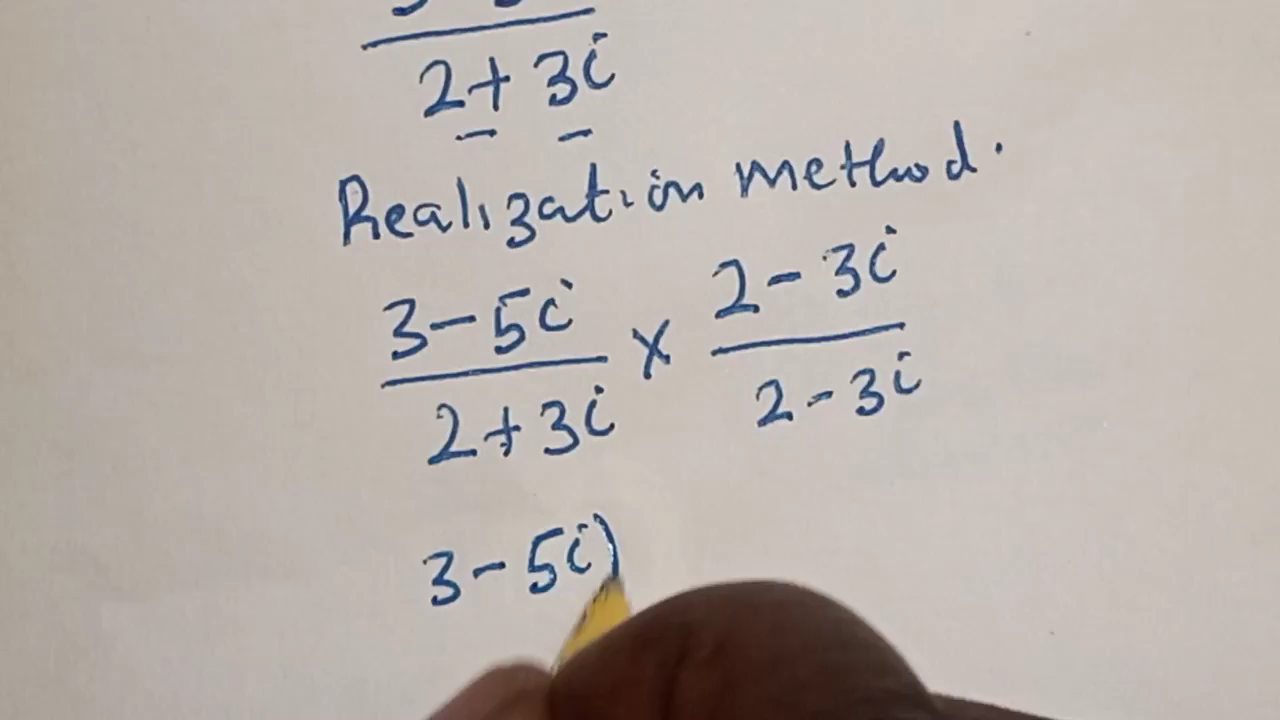 2 + 3i
Realization method.
3 - 5i / 2 + 3i × 2 - 3i / 2 - 3i
3 - 5i)